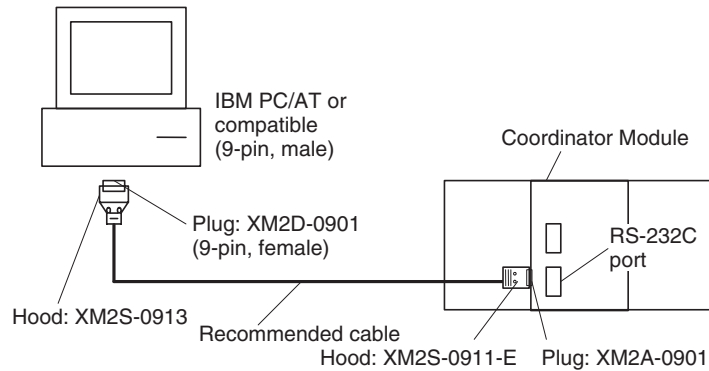 IBM PC/AT or
compatible
(9-pin, male)
Coordinator Module
Plug: XM2D-0901
(9-pin, female)
RS-232C
port
Hood: XM2S-0913
Recommended cable
Hood: XM2S-0911-E
Plug: XM2A-0901